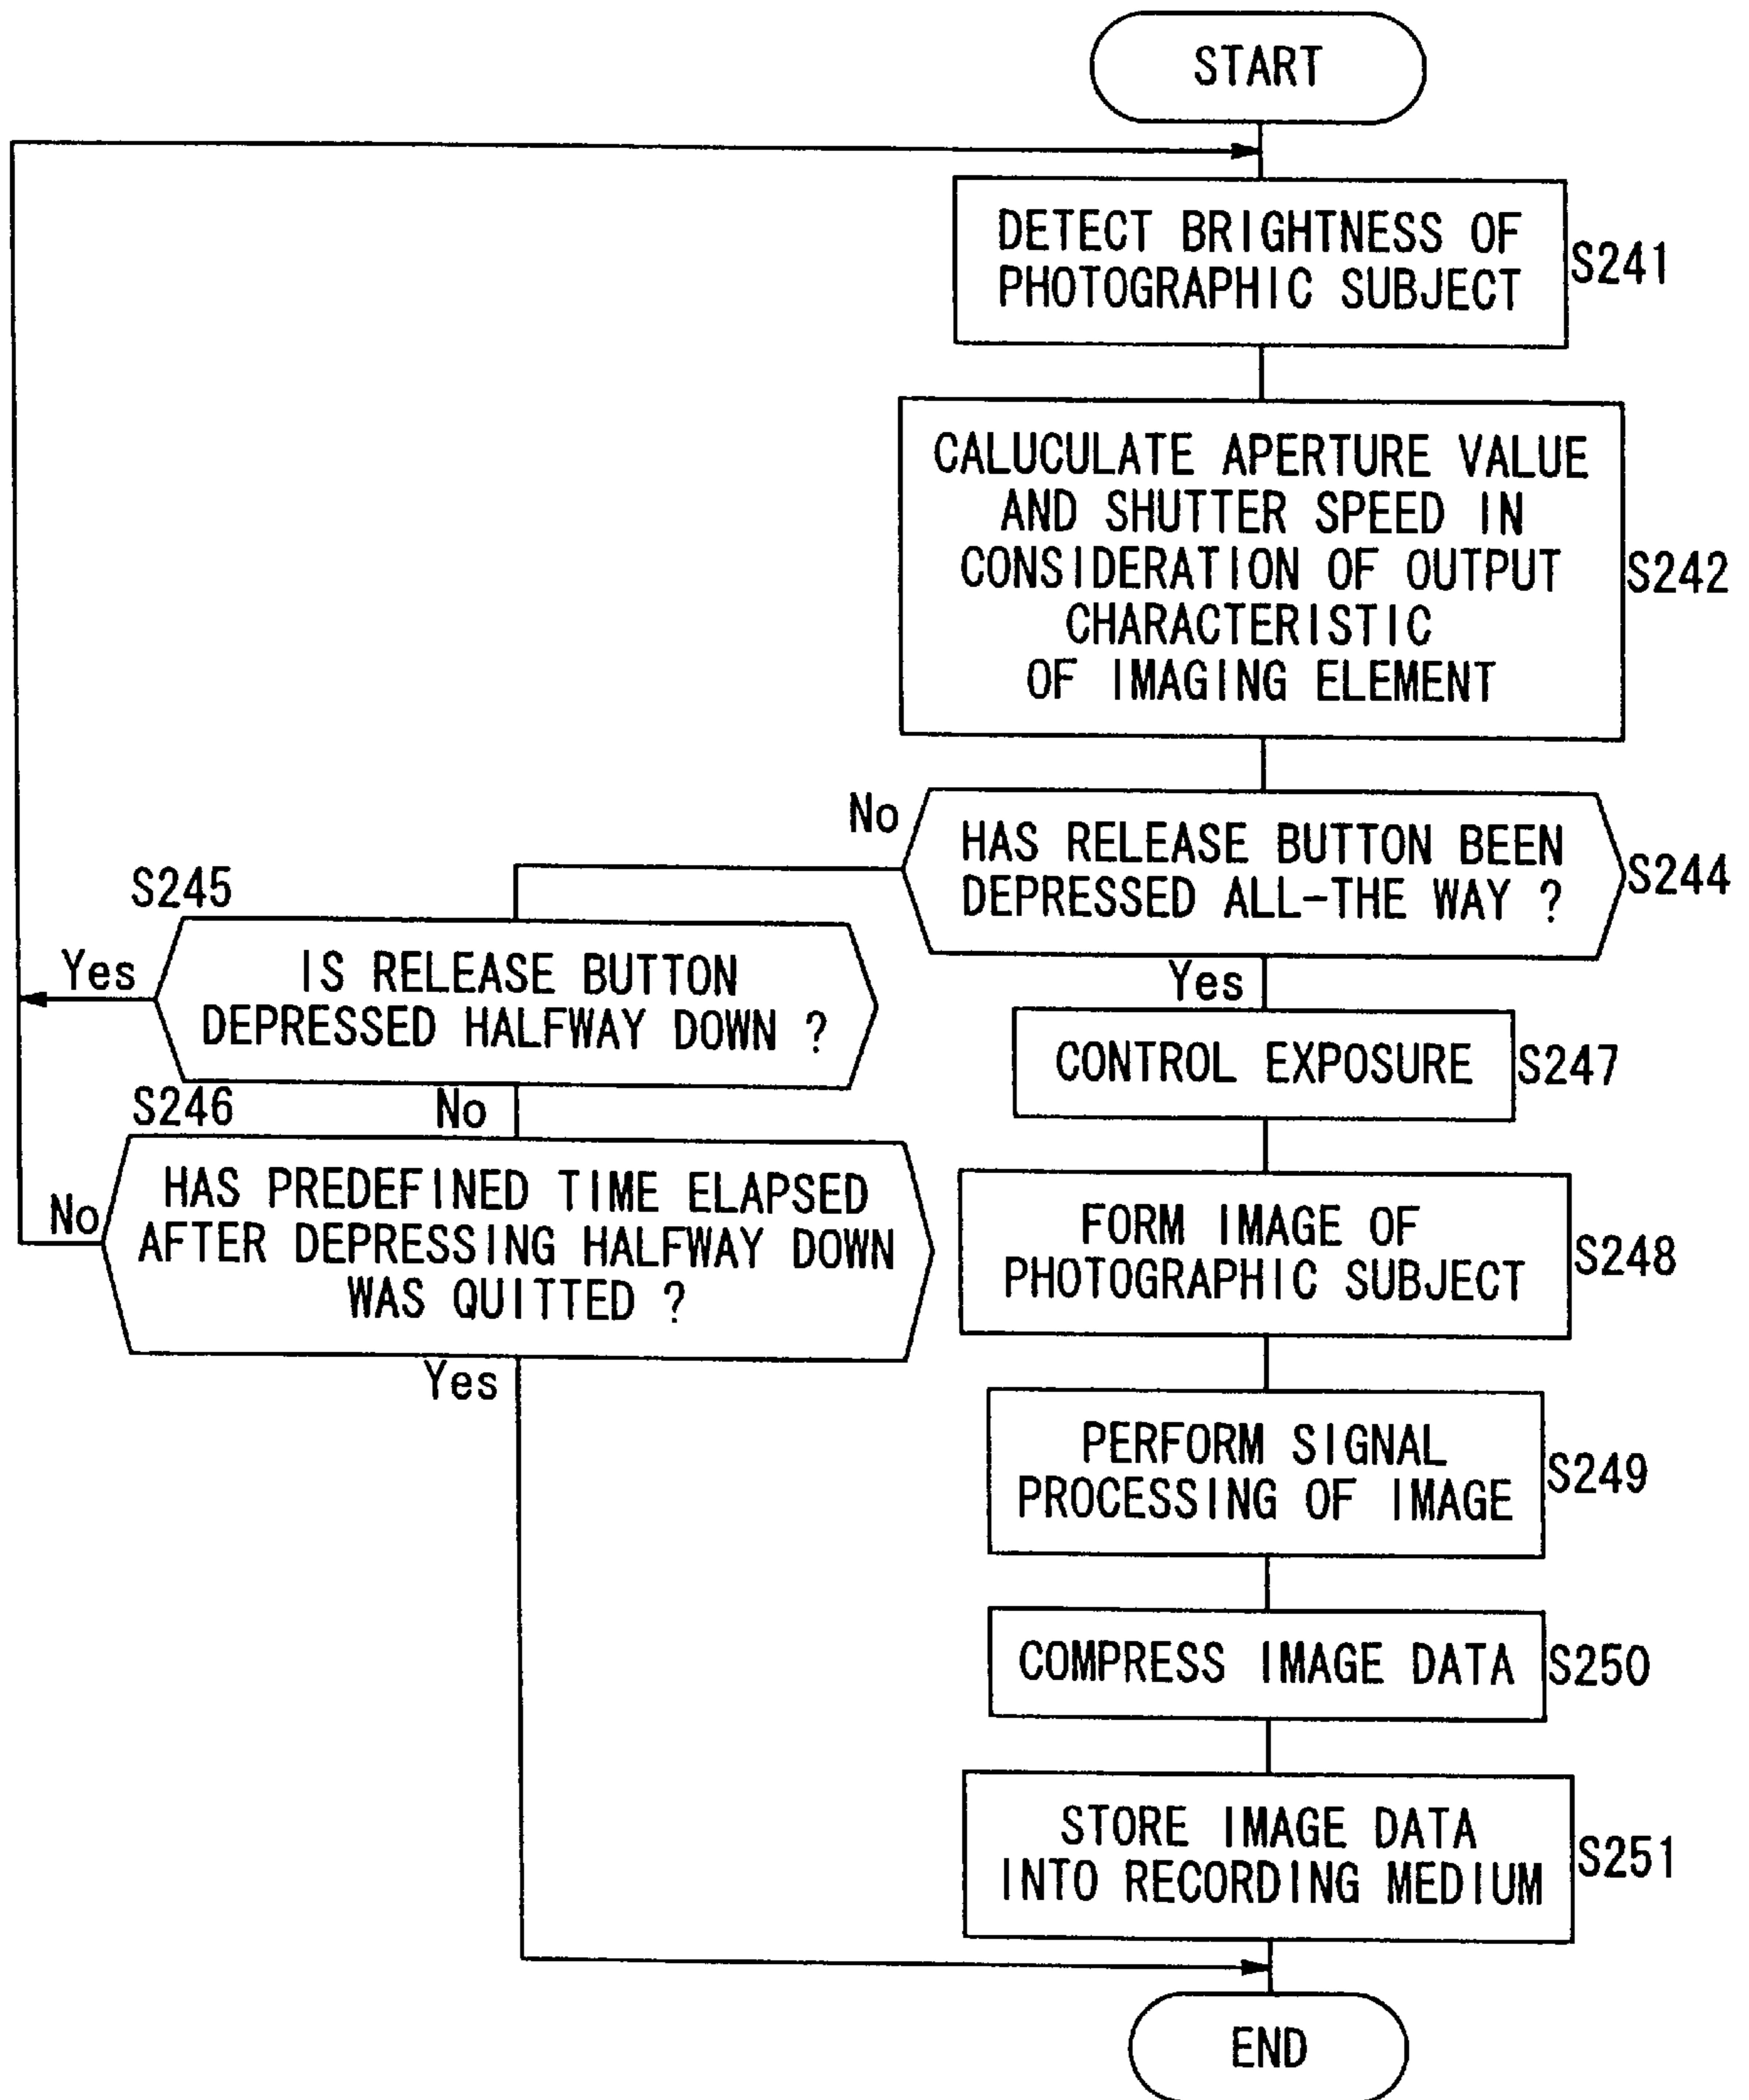 START
DETECT BRIGHTNESS OF
PHOTOGRAPHIC SUBJECT
S241
CALUCULATE APERTURE VALUE
AND SHUTTER SPEED IN
CONSIDERATION OF OUTPUT
CHARACTERISTIC
OF IMAGING ELEMENT
S242
No
HAS RELEASE BUTTON BEEN
DEPRESSED ALL-THE WAY ?
S244
Yes
S245
Yes
IS RELEASE BUTTON
DEPRESSED HALFWAY DOWN ?
No
S246
No
HAS PREDEFINED TIME ELAPSED
AFTER DEPRESSING HALFWAY DOWN
WAS QUITTED ?
Yes
CONTROL EXPOSURE
S247
FORM IMAGE OF
PHOTOGRAPHIC SUBJECT
S248
PERFORM SIGNAL
PROCESSING OF IMAGE
S249
COMPRESS IMAGE DATA
S250
STORE IMAGE DATA
INTO RECORDING MEDIUM
S251
END